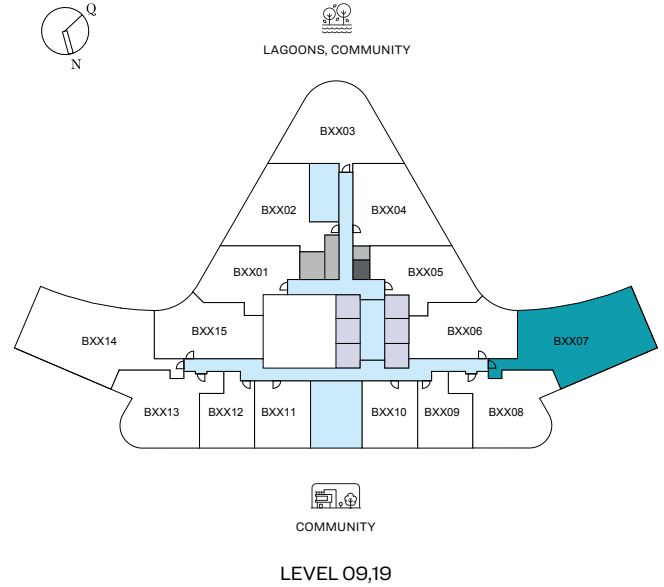 Q
N
LAGOONS, COMMUNITY
BXX03
BXX02
BXX04
BXX01
BXX05
BXX14
BXX15
BXX06
BXX07
BXX13
BXX12
BXX11
BXX10
BXX09
BXX08
COMMUNITY
LEVEL 09,19